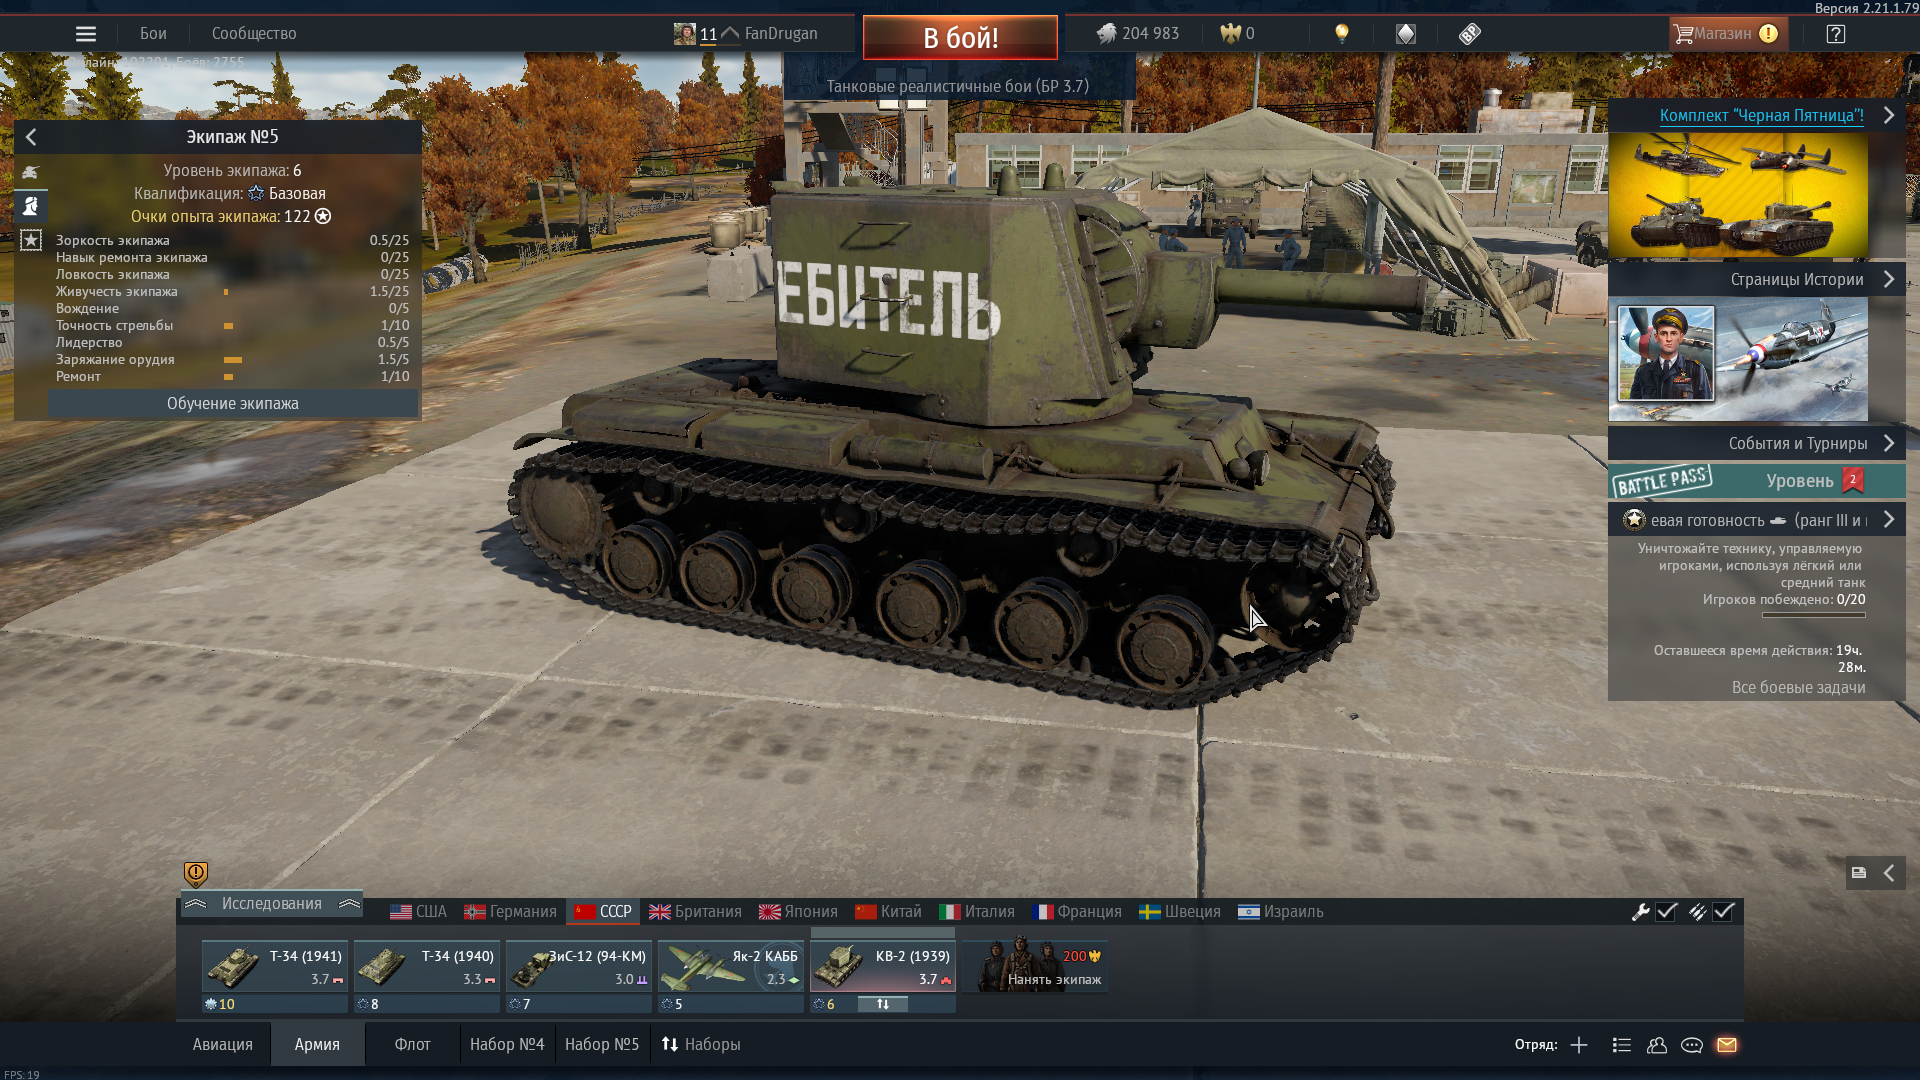 Версия 2.21.1.79
Бои
Сообщество
11 FanDrugan
В бой!
204 983
0
Магазин
Танковые реалистичные бои (БР 3.7)
Экипаж №5
Уровень экипажа: 6
Квалификация: Базовая
Очки опыта экипажа: 122
Зоркость экипажа 0.5/25
Навык ремонта экипажа 0/25
Ловкость экипажа 0/25
Живучесть экипажа 1.5/25
Вождение 0/5
Точность стрельбы 1/10
Лидерство 0.5/5
Заряжание орудия 1.5/5
Ремонт 1/10
Обучение экипажа
ЕБИТЕЛЬ
Комплект "Черная Пятница"!
Страницы Истории
События и Турниры
BATTLE PASS Уровень 2
евая готовность (ранг III и
Уничтожайте технику, управляемую
игроками, используя лёгкий или
средний танк
Игроков побеждено: 0/20
Оставшееся время действия: 19ч.
28м.
Все боевые задачи
Исследования
США Германия СССР Британия Япония Китай Италия Франция Швеция Израиль
Т-34 (1941) 3.7 10
Т-34 (1940) 3.3 8
ЗиС-12 (94-КМ) 3.0 7
Як-2 КАББ 2.3 5
КВ-2 (1939) 3.7 6
200
Нанять экипаж
Авиация Армия Флот Набор №4 Набор №5 Наборы
Отряд:
FPS: 19